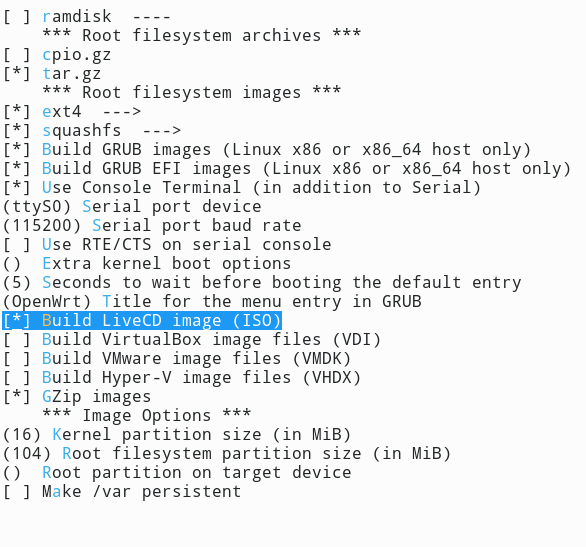 [ ] ramdisk  ----
    *** Root filesystem archives ***
[ ] cpio.gz
[*] tar.gz
    *** Root filesystem images ***
[*] ext4  --->
[*] squashfs  --->
[*] Build GRUB images (Linux x86 or x86_64 host only)
[*] Build GRUB EFI images (Linux x86 or x86_64 host only)
[*] Use Console Terminal (in addition to Serial)
(ttyS0) Serial port device
(115200) Serial port baud rate
[ ] Use RTE/CTS on serial console
()  Extra kernel boot options
(5) Seconds to wait before booting the default entry
(OpenWrt) Title for the menu entry in GRUB
[*] Build LiveCD image (ISO)
[ ] Build VirtualBox image files (VDI)
[ ] Build VMware image files (VMDK)
[ ] Build Hyper-V image files (VHDX)
[*] GZip images
    *** Image Options ***
(16) Kernel partition size (in MiB)
(104) Root filesystem partition size (in MiB)
()  Root partition on target device
[ ] Make /var persistent